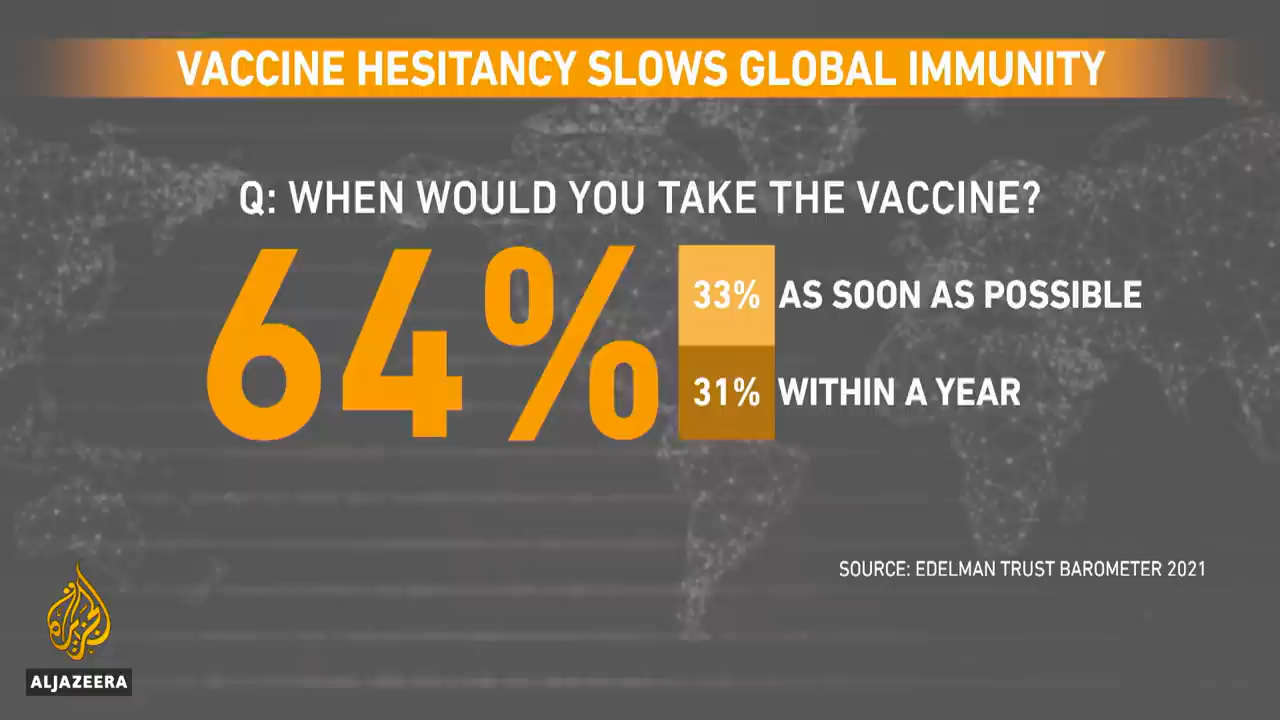 VACCINE HESITANCY SLOWS GLOBAL IMMUNITY
Q: WHEN WOULD YOU TAKE THE VACCINE?
64%
33% AS SOON AS POSSIBLE
31% WITHIN A YEAR
SOURCE: EDELMAN TRUST BAROMETER 2021
الجزيرة
ALJAZEERA